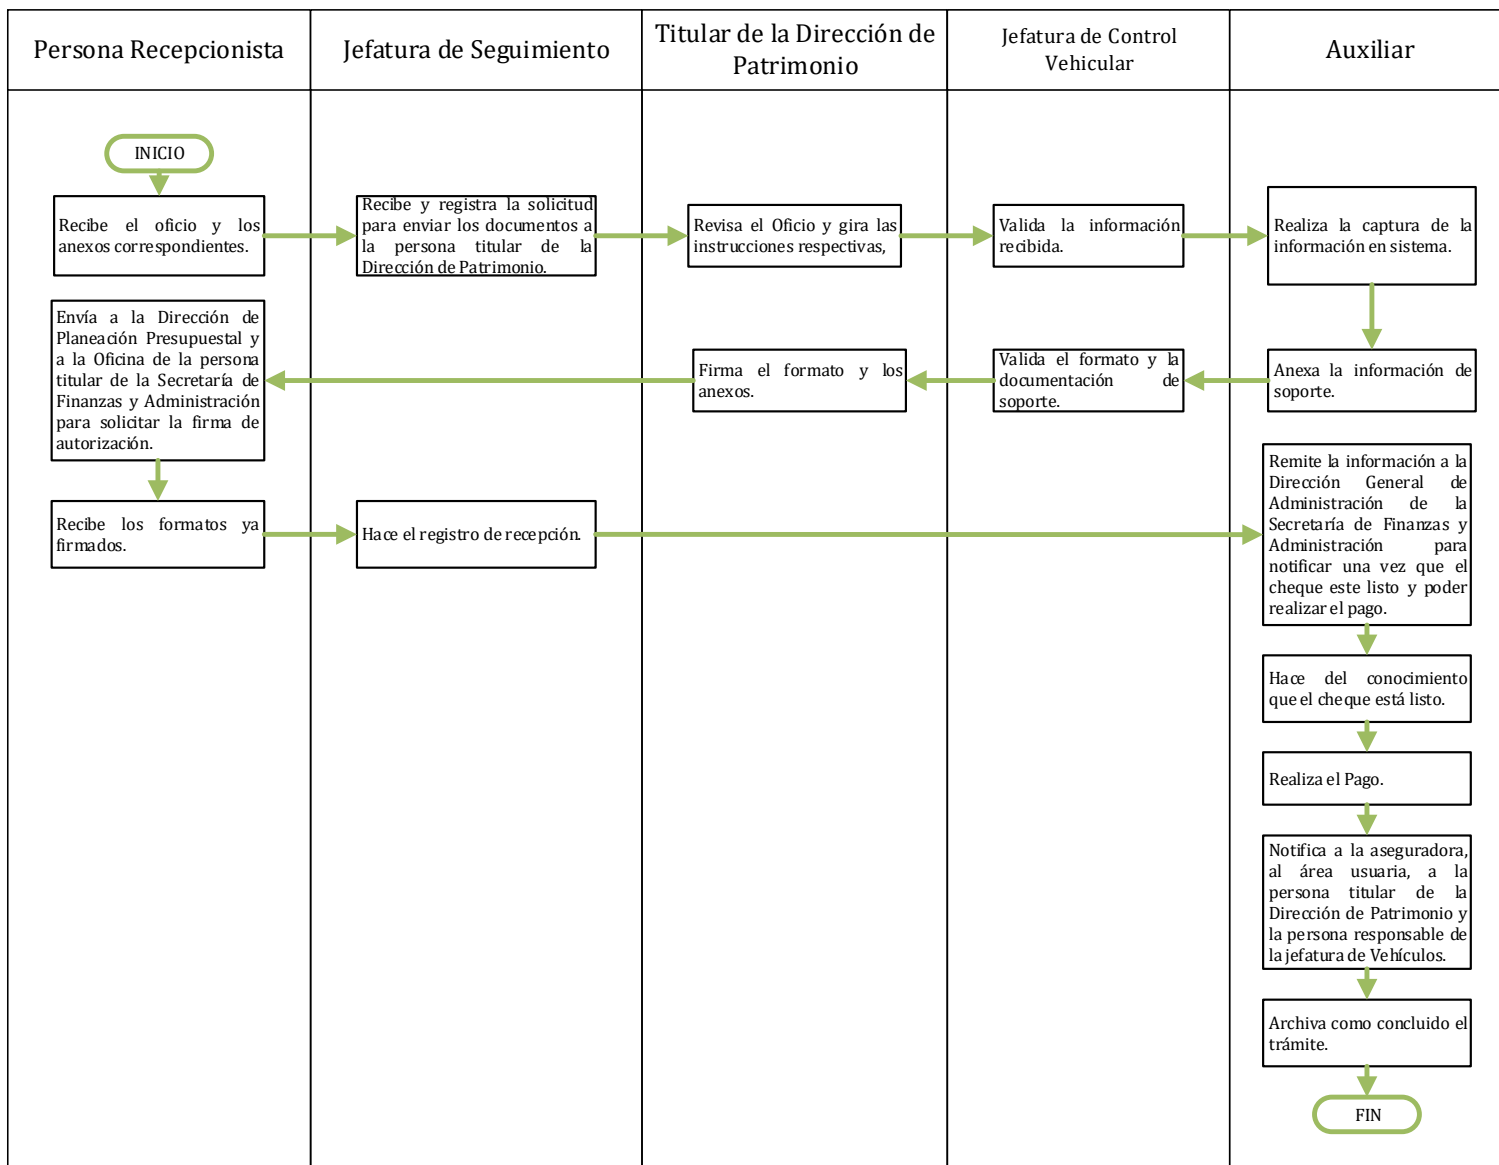 Persona Recepcionista
Jefatura de Seguimiento
Titular de la Dirección de
Patrimonio
Jefatura de Control
Vehicular
Auxiliar
INICIO
Recibe el oficio y los
anexos correspondientes.
Recibe y registra la solicitud
para enviar los documentos a
la persona titular de la
Dirección de Patrimonio.
Revisa el Oficio y gira las
instrucciones respectivas,
Valida la información
recibida.
Realiza la captura de la
información en sistema.
Envía a la Dirección de
Planeación Presupuestal y
a la Oficina de la persona
titular de la Secretaría de
Finanzas y Administración
para solicitar la firma de
autorización.
Firma el formato y los
anexos.
Valida el formato y la
documentación de
soporte.
Anexa la información de
soporte.
Recibe los formatos ya
firmados.
Hace el registro de recepción.
Remite la información a la
Dirección General de
Administración de la
Secretaría de Finanzas y
Administración para
notificar una vez que el
cheque este listo y poder
realizar el pago.
Hace del conocimiento
que el cheque está listo.
Realiza el Pago.
Notifica a la aseguradora,
al área usuaria, a la
persona titular de la
Dirección de Patrimonio y
la persona responsable de
la jefatura de Vehículos.
Archiva como concluido el
trámite.
FIN